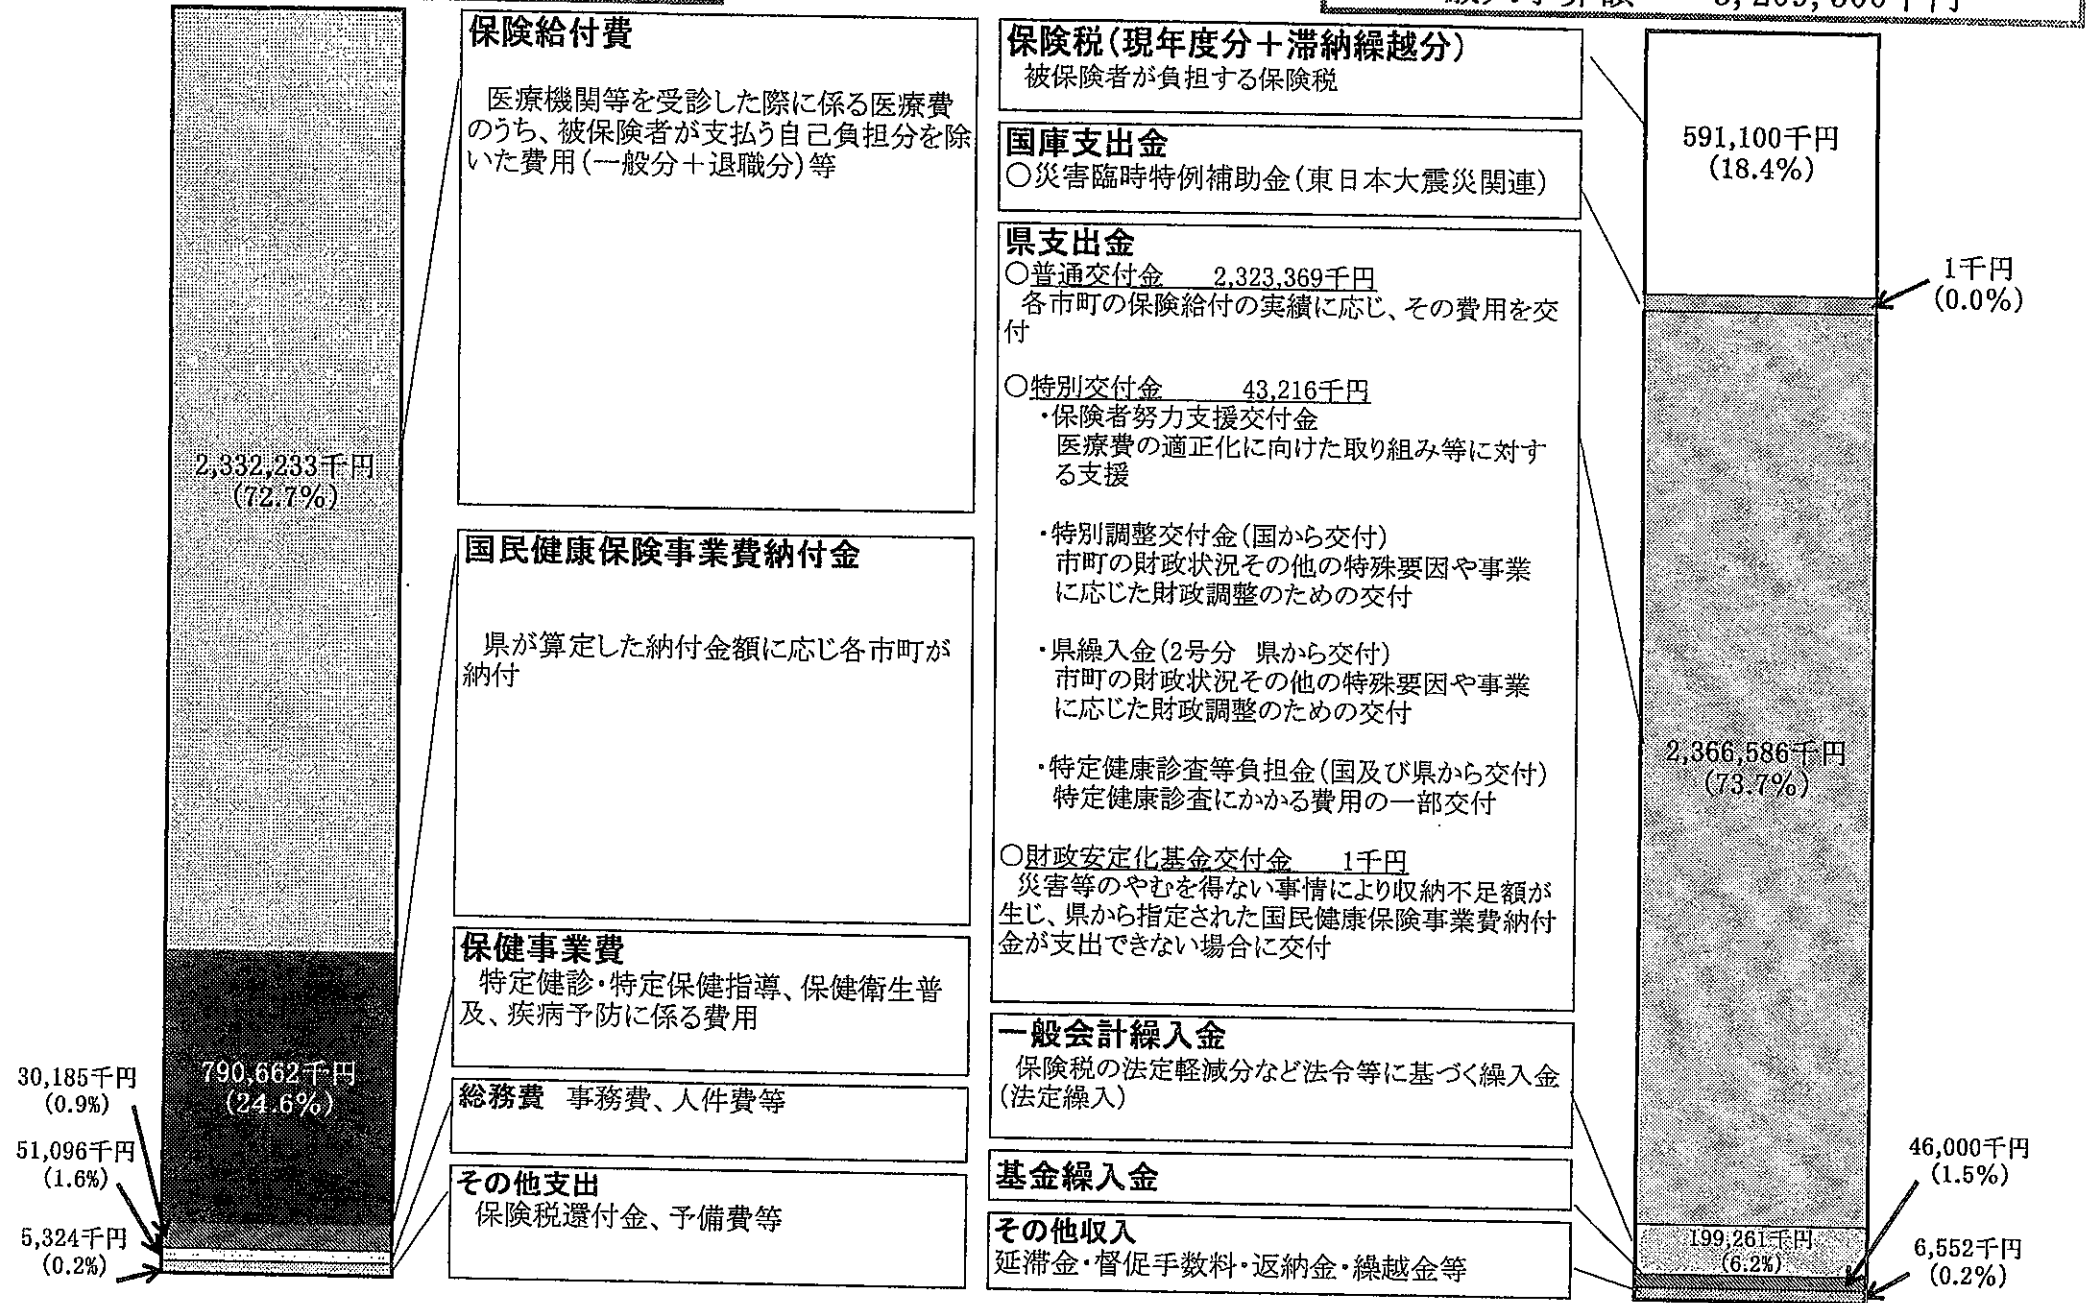 2,332,233千円
(72.7%)
790,662千円
(24.6%)
30,185千円
(0.9%)
51,096千円
(1.6%)
5,324千円
(0.2%)
保険給付費
医療機関等を受診した際に係る医療費
のうち、被保険者が支払う自己負担分を除
いた費用(一般分+退職分)等
国民健康保険事業費納付金
県が算定した納付金額に応じ各市町が
納付
保健事業費
特定健診・特定保健指導、保健衛生普
及、疾病予防に係る費用
総務費 事務費、人件費等
その他支出
保険税還付金、予備費等
保険税(現年度分+滞納繰越分)
被保険者が負担する保険税
国庫支出金
○災害臨時特例補助金(東日本大震災関連)
県支出金
○普通交付金 2,323,369千円
各市町の保険給付の実績に応じ、その費用を交
付
○特別交付金 43,216千円
・保険者努力支援交付金
医療費の適正化に向けた取り組み等に対す
る支援
・特別調整交付金(国から交付)
市町の財政状況その他の特殊要因や事業
に応じた財政調整のための交付
・県繰入金(2号分 県から交付)
市町の財政状況その他の特殊要因や事業
に応じた財政調整のための交付
・特定健康診査等負担金(国及び県から交付)
特定健康診査にかかる費用の一部交付
○財政安定化基金交付金 1千円
災害等のやむを得ない事情により収納不足額が
生じ、県から指定された国民健康保険事業費納付
金が支出できない場合に交付
一般会計繰入金
保険税の法定軽減分など法令等に基づく繰入金
(法定繰入)
基金繰入金
その他収入
延滞金・督促手数料・返納金・繰越金等
591,100千円
(18.4%)
1千円
(0.0%)
2,366,586千円
(73.7%)
199,261千円
(6.2%)
46,000千円
(1.5%)
6,552千円
(0.2%)